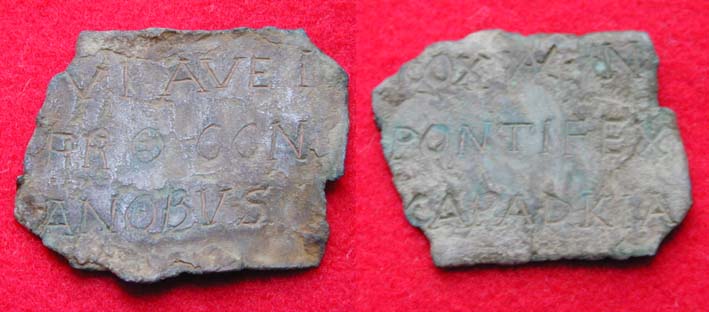 VI AVE I
PRO CON
ANOBVS
PONTIFEX
CAPADKIA